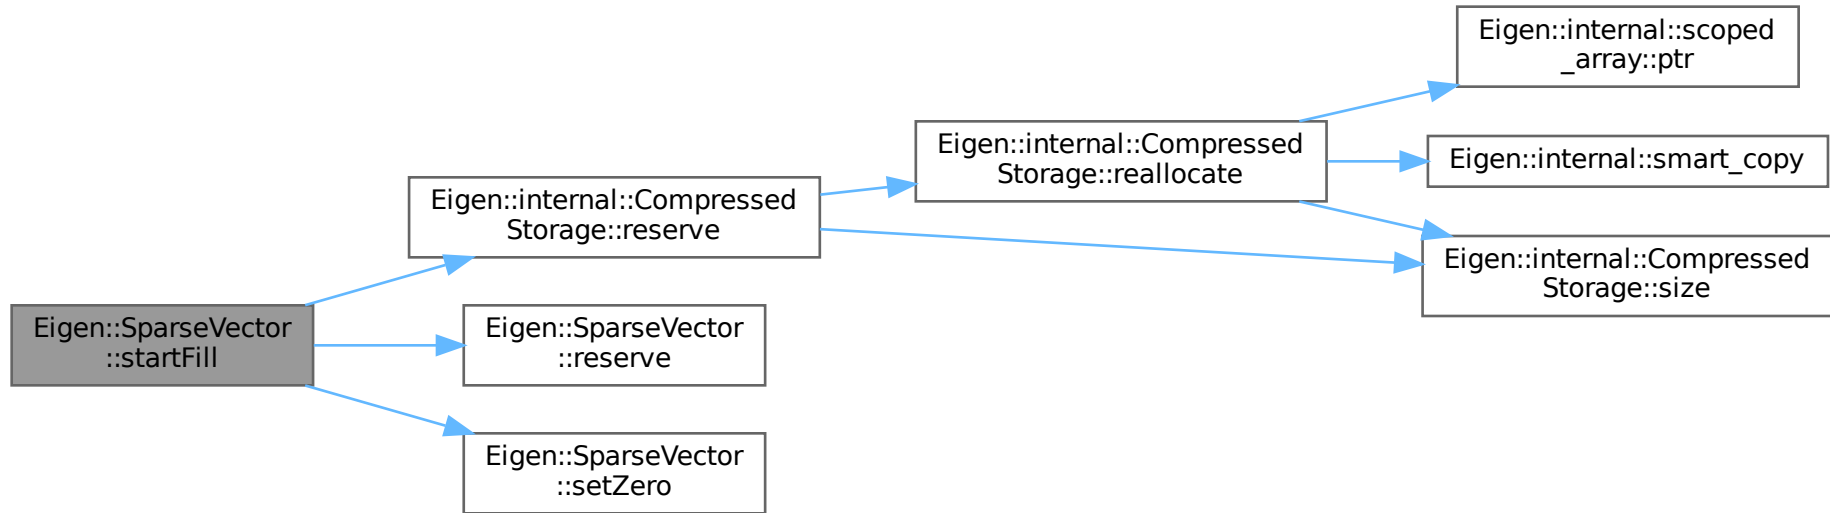 Eigen::SparseVector
::startFill
Eigen::internal::Compressed
Storage::reserve
Eigen::SparseVector
::reserve
Eigen::SparseVector
::setZero
Eigen::internal::Compressed
Storage::reallocate
Eigen::internal::scoped
_array::ptr
Eigen::internal::smart_copy
Eigen::internal::Compressed
Storage::size